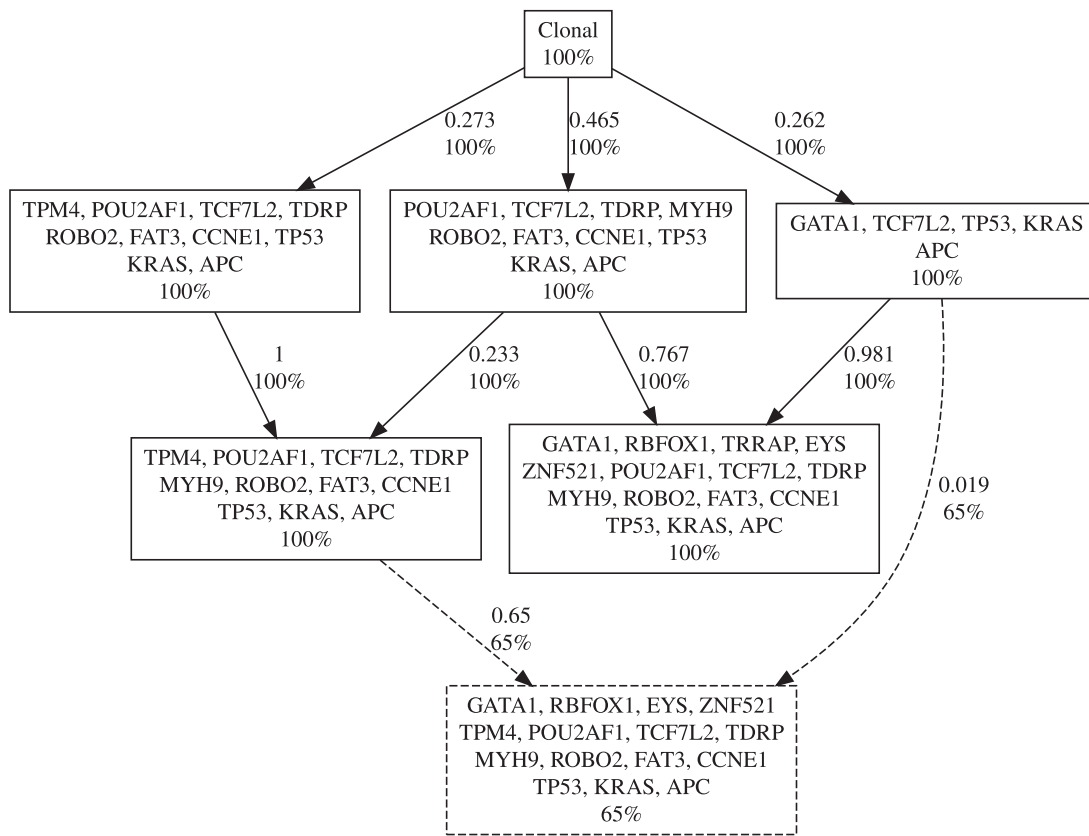 Clonal
100%
0.273
100%
0.465
100%
0.262
100%
TPM4, POU2AF1, TCF7L2, TDRP
ROBO2, FAT3, CCNE1, TP53
KRAS, APC
100%
POU2AF1, TCF7L2, TDRP, MYH9
ROBO2, FAT3, CCNE1, TP53
KRAS, APC
100%
GATA1, TCF7L2, TP53, KRAS
APC
100%
1
100%
0.233
100%
0.767
100%
0.981
100%
TPM4, POU2AF1, TCF7L2, TDRP
MYH9, ROBO2, FAT3, CCNE1
TP53, KRAS, APC
100%
GATA1, RBFOX1, TRRAP, EYS
ZNF521, POU2AF1, TCF7L2, TDRP
MYH9, ROBO2, FAT3, CCNE1
TP53, KRAS, APC
100%
0.019
65%
0.65
65%
GATA1, RBFOX1, EYS, ZNF521
TPM4, POU2AF1, TCF7L2, TDRP
MYH9, ROBO2, FAT3, CCNE1
TP53, KRAS, APC
65%